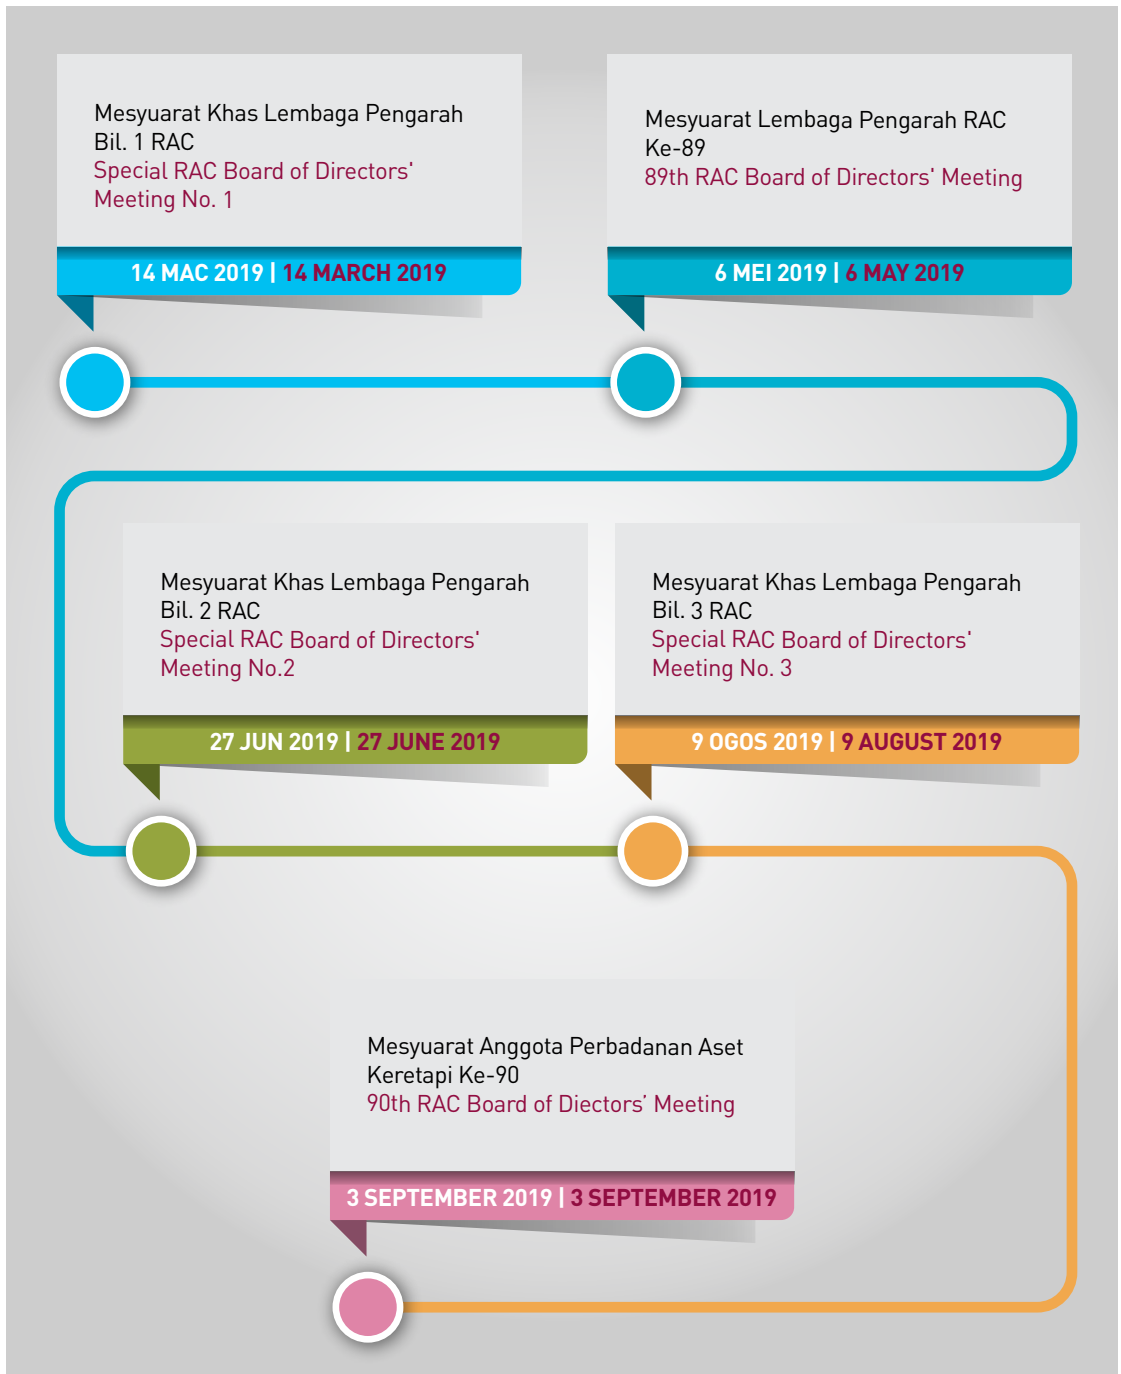 Mesyuarat Khas Lembaga Pengarah
Bil. 1 RAC
Special RAC Board of Directors'
Meeting No. 1
14 MAC 2019 | 14 MARCH 2019
Mesyuarat Lembaga Pengarah RAC
Ke-89
89th RAC Board of Directors' Meeting
6 MEI 2019 | 6 MAY 2019
Mesyuarat Khas Lembaga Pengarah
Bil. 2 RAC
Special RAC Board of Directors'
Meeting No.2
27 JUN 2019 | 27 JUNE 2019
Mesyuarat Khas Lembaga Pengarah
Bil. 3 RAC
Special RAC Board of Directors'
Meeting No. 3
9 OGOS 2019 | 9 AUGUST 2019
Mesyuarat Anggota Perbadanan Aset
Keretapi Ke-90
90th RAC Board of Diectors’ Meeting
3 SEPTEMBER 2019 | 3 SEPTEMBER 2019